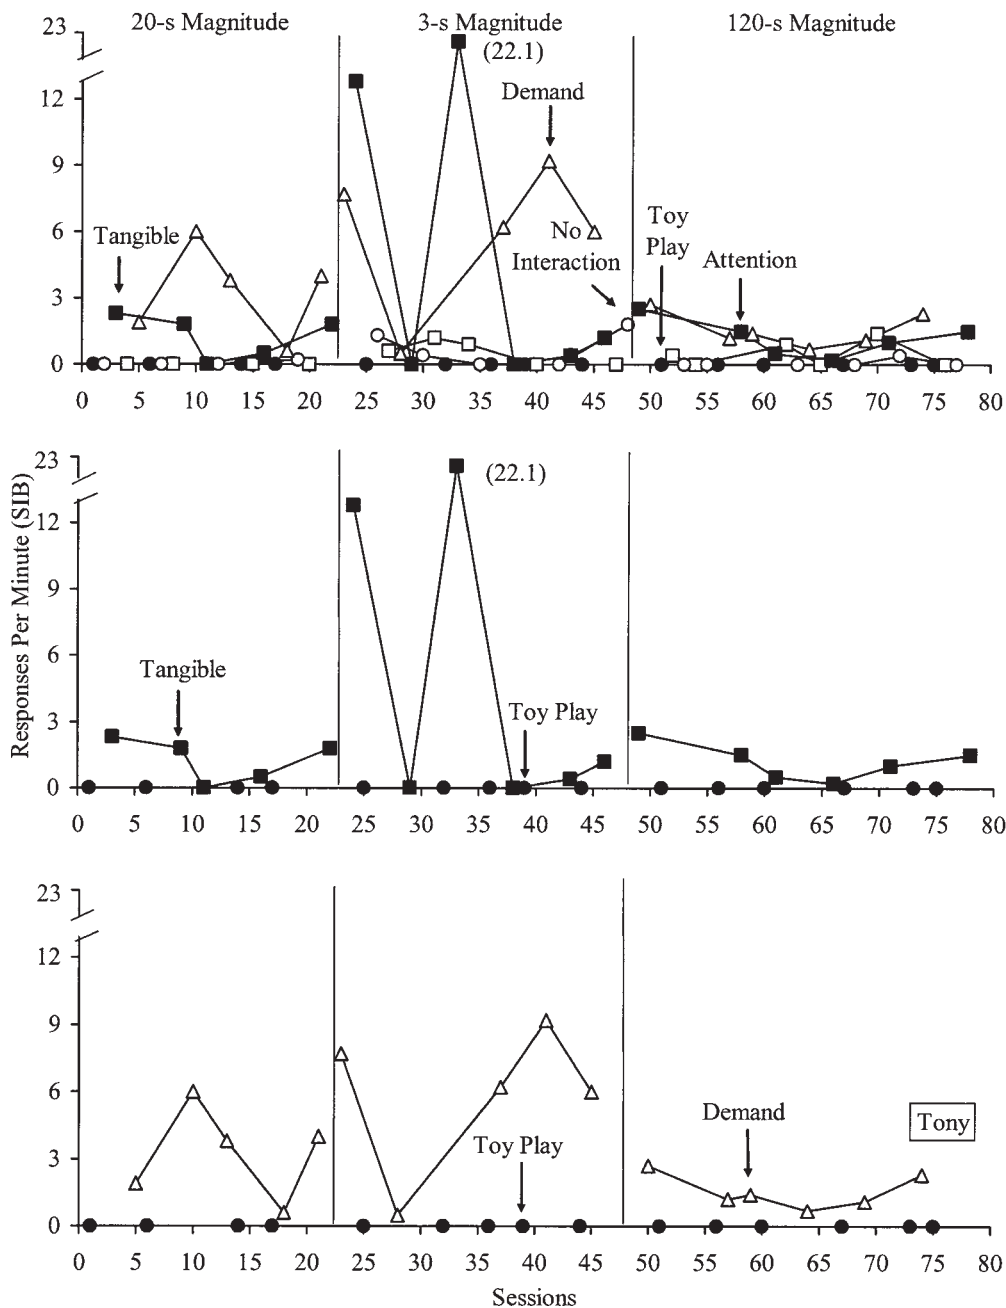 20-s Magnitude 3-s Magnitude 120-s Magnitude
23
(22.1)
12
Demand
9
Toy
Play
6
Tangible
No
Interaction
Attention
3
0
0 5 10 15 20 25 30 35 40 45 50 55 60 65 70 75 80
Responses Per Minute (SIB)
23
(22.1)
12
9
6
Tangible
3
Toy Play
0
0 5 10 15 20 25 30 35 40 45 50 55 60 65 70 75 80
23
12
9
6
Demand
Tony
Toy Play
3
0
0 5 10 15 20 25 30 35 40 45 50 55 60 65 70 75 80
Sessions